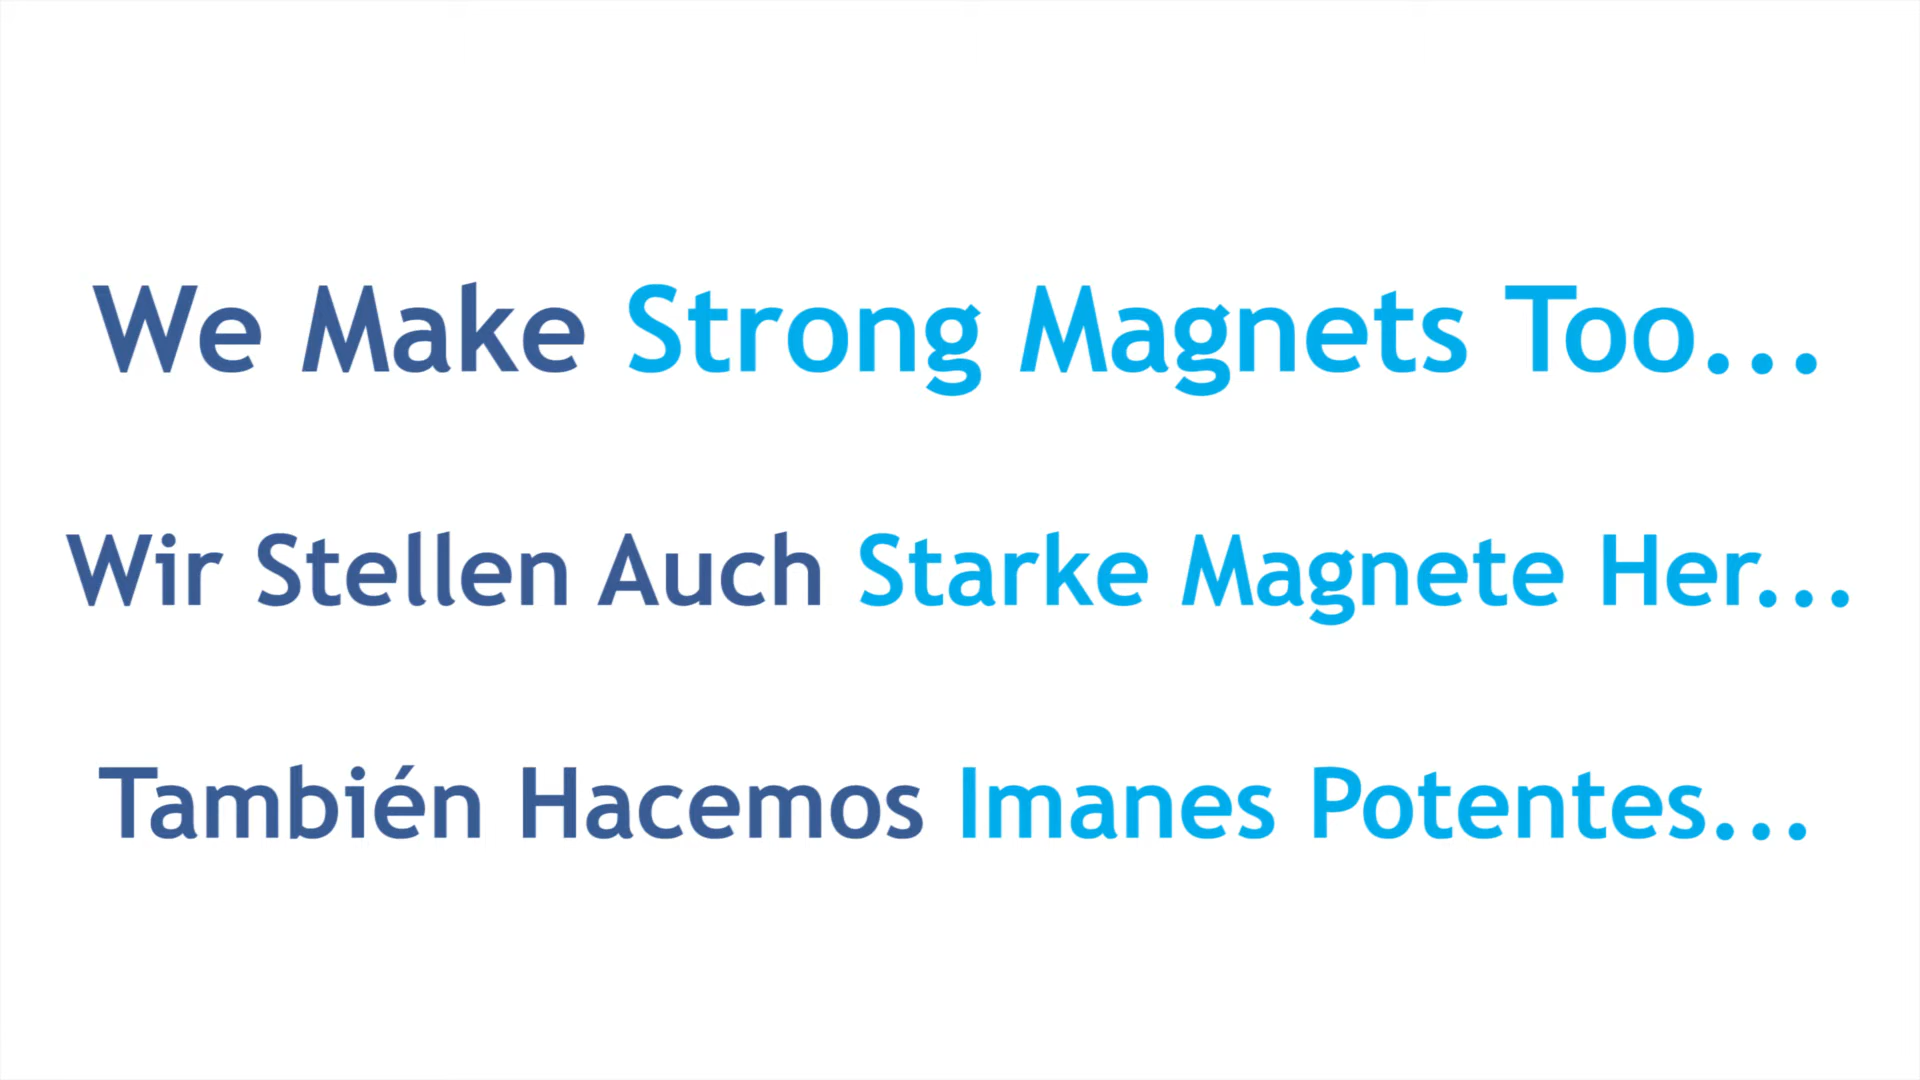 We Make Strong Magnets Too...
Wir Stellen Auch Starke Magnete Her...
También Hacemos Imanes Potentes...